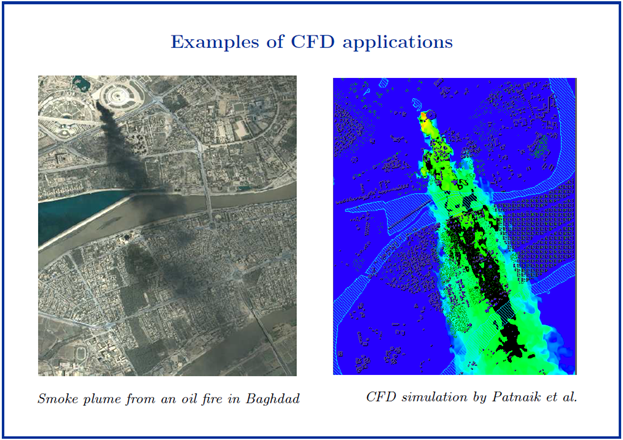 Examples of CFD applications
Smoke plume from an oil fire in Baghdad
CFD simulation by Patnaik et al.